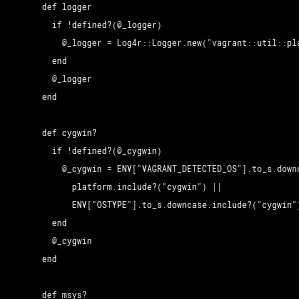 def logger
if !defined?(@_logger)
@_logger = Log4r::Logger.new("vagrant::util::pla
end
@_logger
end
def cygwin?
if !defined?(@_cygwin)
@_cygwin = ENV["VAGRANT_DETECTED_OS"].to_s.downc
platform.include?("cygwin") ||
ENV["OSTYPE"].to_s.downcase.include?("cygwin"
end
@_cygwin
end
def msys?